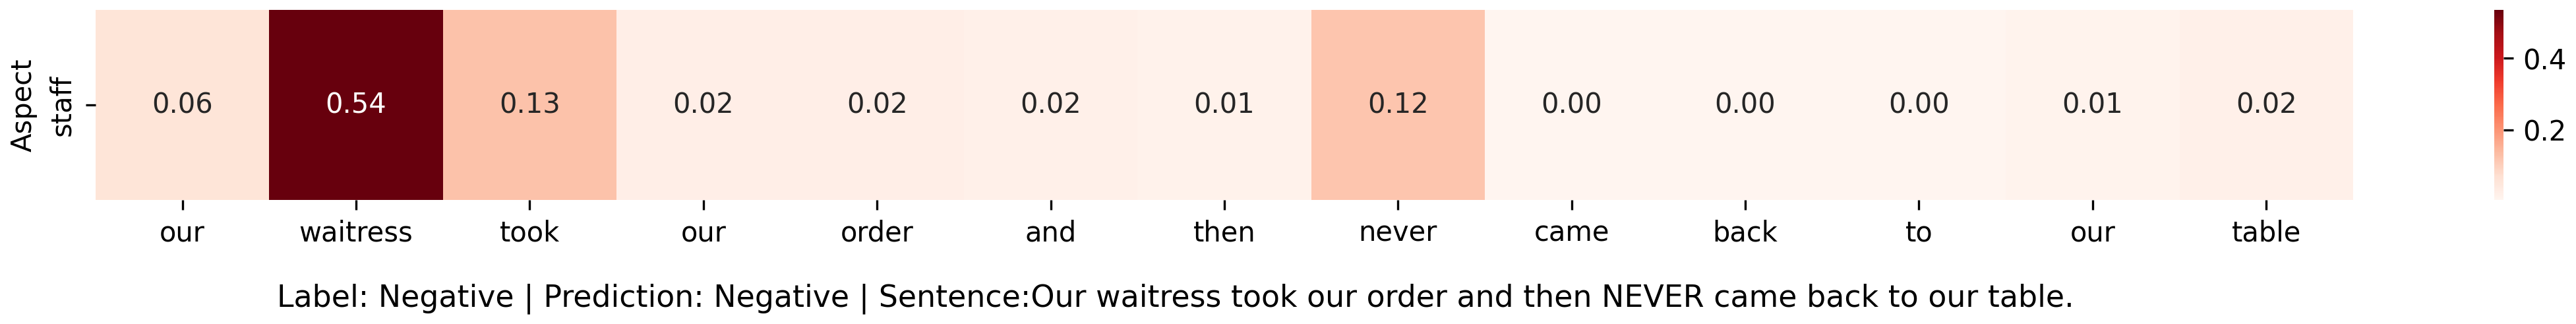 Aspect
staff
0.06 0.54 0.13 0.02 0.02 0.02 0.01 0.12 0.00 0.00 0.00 0.01 0.02
our waitress took our order and then never came back to our table
0.4
0.2
Label: Negative | Prediction: Negative | Sentence:Our waitress took our order and then NEVER came back to our table.